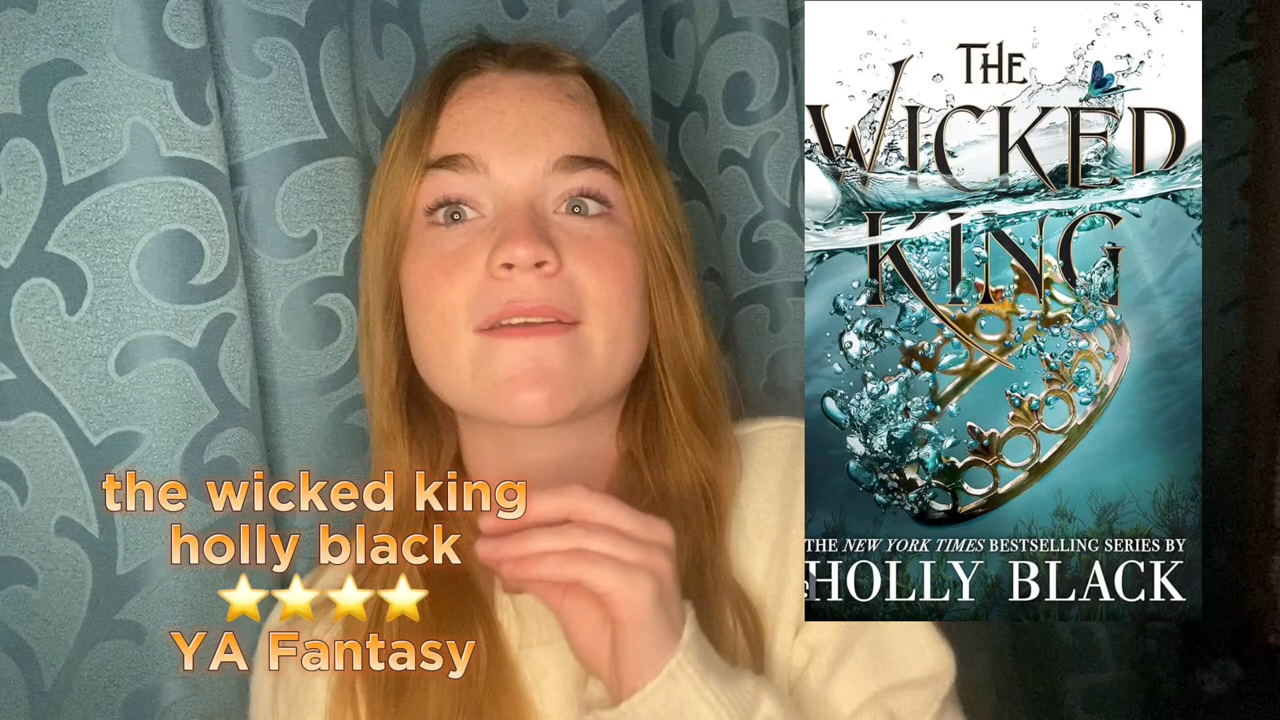 the wicked king
holly black
⭐⭐⭐⭐
YA Fantasy
THE
WICKED
KING
THE NEW YORK TIMES BESTSELLING SERIES BY
HOLLY BLACK